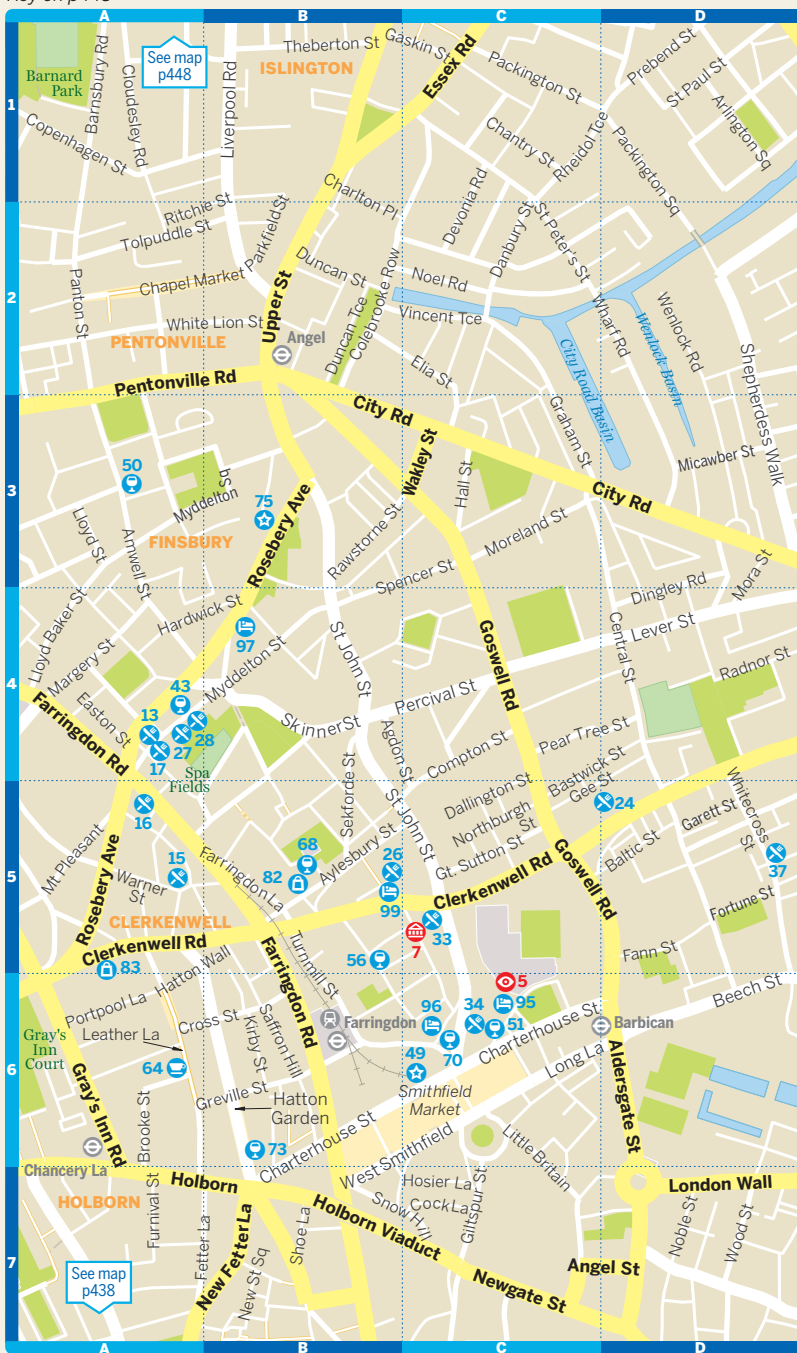 Key on p446
A
B
C
D
See map
p448
Theberton St
Gaskin St
Essex Rd
Prebend St
St Paul St
Barnard
Park
Barnsbury Rd
Cloudesley Rd
Liverpool Rd
ISLINGTON
Packington St
Arlington Sq
1
Copenhagen St
Chantry St
Rheidol Tce
Packington Sq
Ritchie St
Tolpuddle St
Parkfield St
Charlton Pl
Devonia Rd
Danbury St
St Peter's St
Panton St
Chapel Market
Upper St
Duncan St
Colebrooke Row
Noel Rd
2
White Lion St
Duncan Tce
Vincent Tce
Wharf Rd
Wenlock Basin
Wenlock Rd
PENTONVILLE
Angel
Elia St
City Road Basin
Shepherdess Walk
Pentonville Rd
City Rd
Graham St
50
Wakley St
Hall St
Micawber St
3
Myddelton
Sq
75
City Rd
Lloyd St
Amwell St
FINSBURY
Rosebery Ave
Rawstorne St
Moreland St
Spencer St
Mora St
Dingley Rd
Lloyd Baker St
Hardwick St
97
St John St
Goswell Rd
Central St
Lever St
Margery St
Myddelton St
Radnor St
4
Easton St
43
Percival St
Farringdon Rd
13
28
27
17
Skinner St
Agdon St
Compton St
Pear Tree St
Spa
Fields
Sekforde St
Bastwick St
Gee St
16
St John St
Dallington St
Northburgh
St
24
Garett St
Whitecross
St
Mt Pleasant
Rosebery Ave
15
Warner
St
Farringdon La
68
82
Aylesbury St
26
Gt. Sutton St
Goswell Rd
Baltic St
37
5
99
Clerkenwell Rd
Fortune St
CLERKENWELL
Clerkenwell Rd
33
7
Fann St
83
Hatton Wall
Farringdon Rd
Turnmill St
56
5
Beech St
Portpool La
Cross St
Kirby St
Saffron Hill
96
34
95
51
Leather La
Farringdon
Charterhouse St
Barbican
Gray's
Inn
Court
64
49
70
Long La
6
Gray's Inn Rd
Greville St
Smithfield
Market
Aldersgate St
Brooke St
Hatton
Garden
Charterhouse St
West Smithfield
Little Britain
Chancery La
73
HOLBORN
Holborn
Hosier La
Cock La
Snow Hill
Giltspur St
London Wall
Furnival St
Fetter La
New Fetter La
New St Sq
Shoe La
Holborn Viaduct
Noble St
Wood St
7
See map
p438
Newgate St
Angel St
A
B
C
D